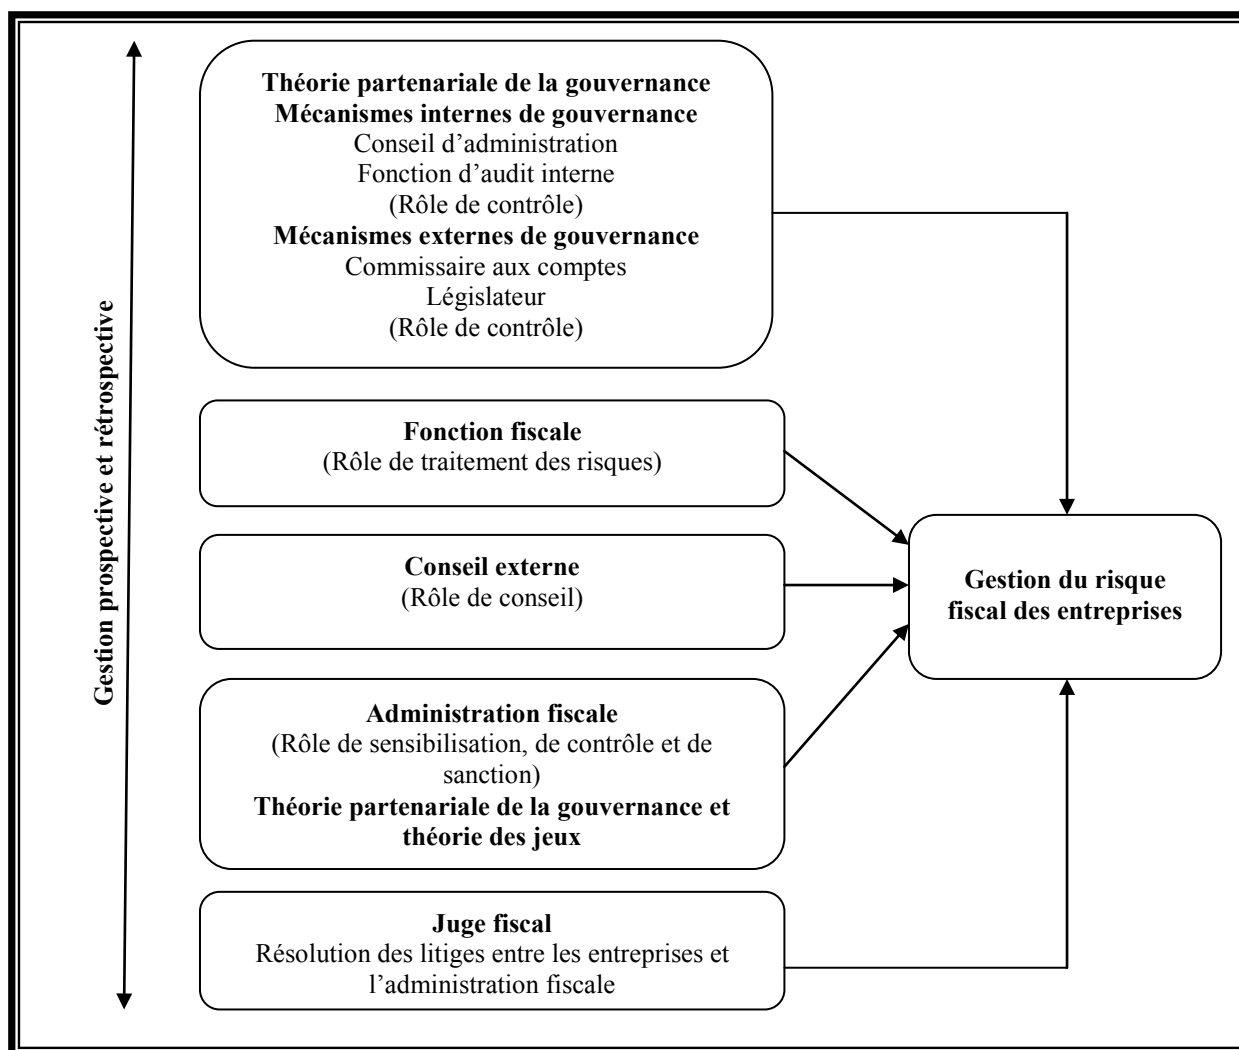 Gestion prospective et rétrospective
Théorie partenariale de la gouvernance
Mécanismes internes de gouvernance
Conseil d’administration
Fonction d’audit interne
(Rôle de contrôle)
Mécanismes externes de gouvernance
Commissaire aux comptes
Législateur
(Rôle de contrôle)
Fonction fiscale
(Rôle de traitement des risques)
Conseil externe
(Rôle de conseil)
Administration fiscale
(Rôle de sensibilisation, de contrôle et de
sanction)
Théorie partenariale de la gouvernance et
théorie des jeux
Juge fiscal
Résolution des litiges entre les entreprises et
l’administration fiscale
Gestion du risque
fiscal des entreprises